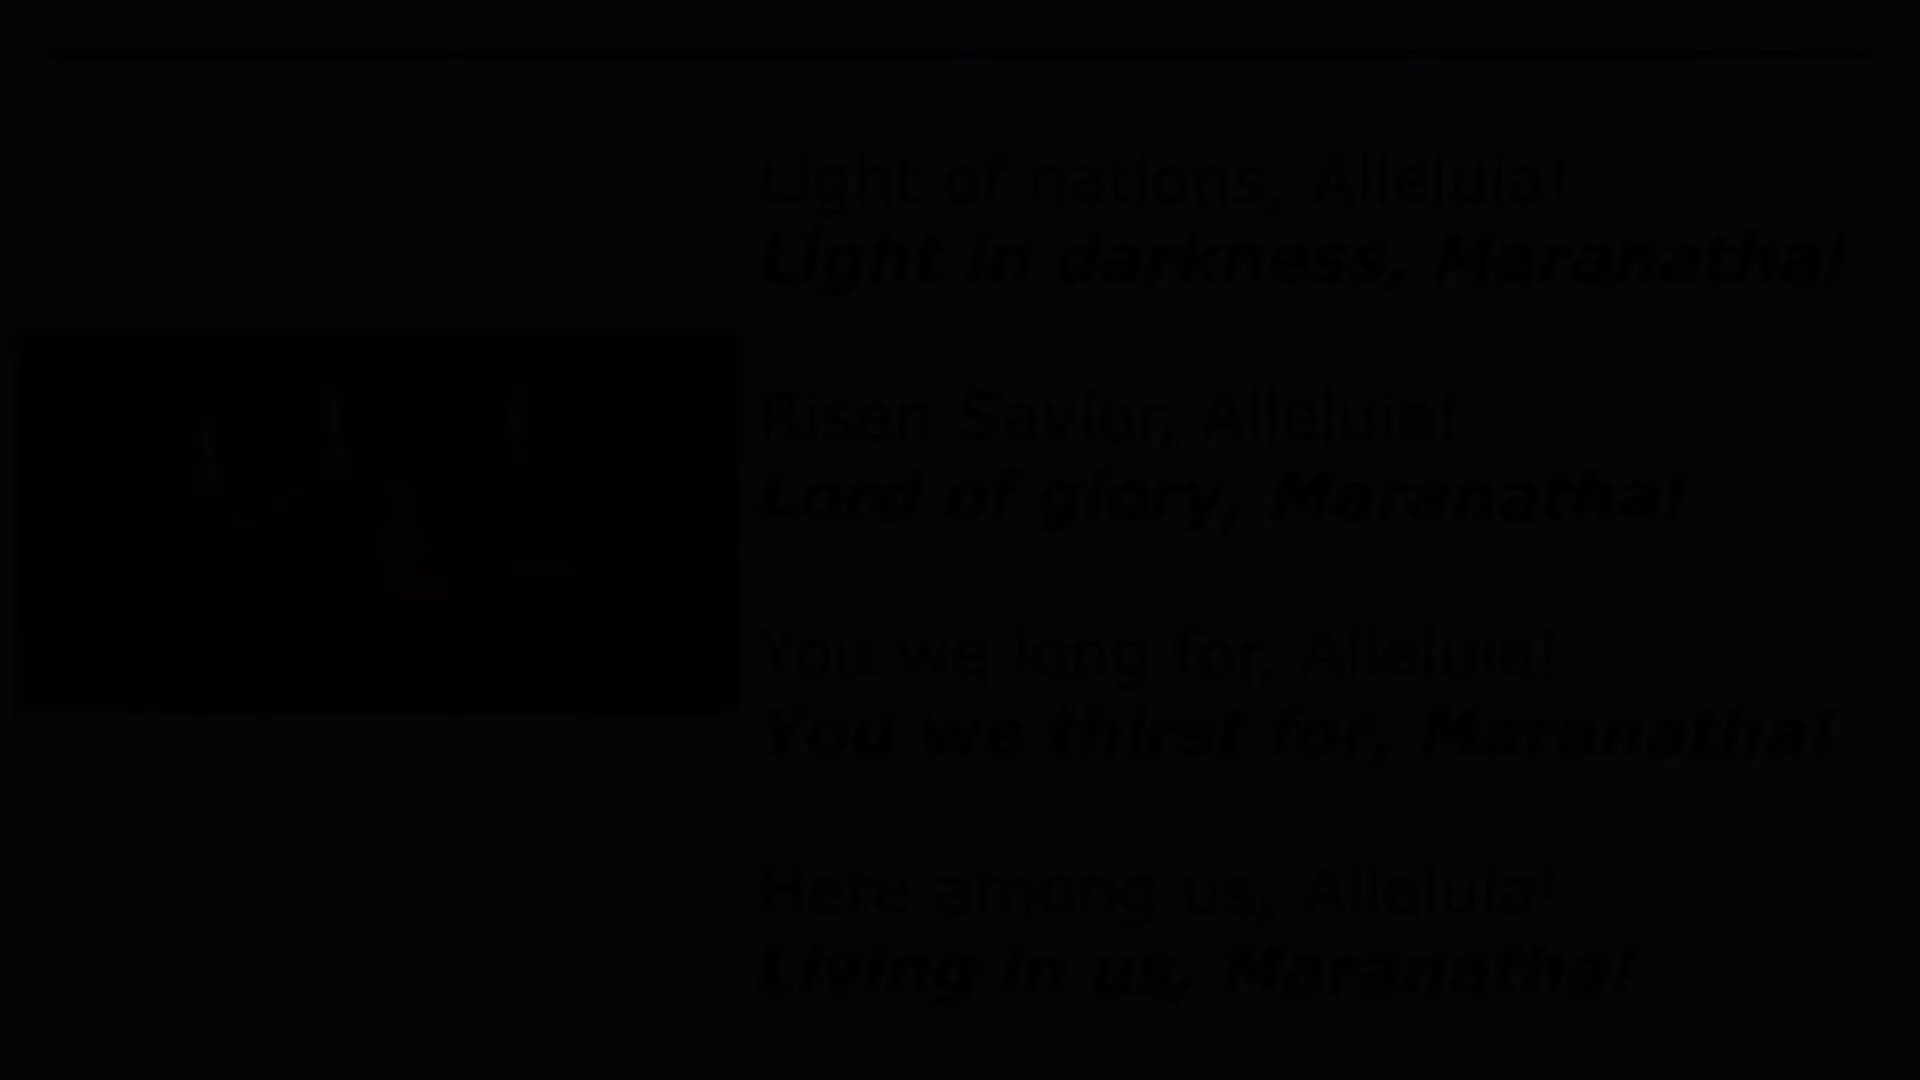 Light of nations, Alleluia!
Light in darkness, Maranatha!
Risen Savior, Alleluia!
Lord of glory, Maranatha!
You we long for, Alleluia!
You we thirst for, Maranatha!
Here among us, Alleluia!
Living in us, Maranatha!